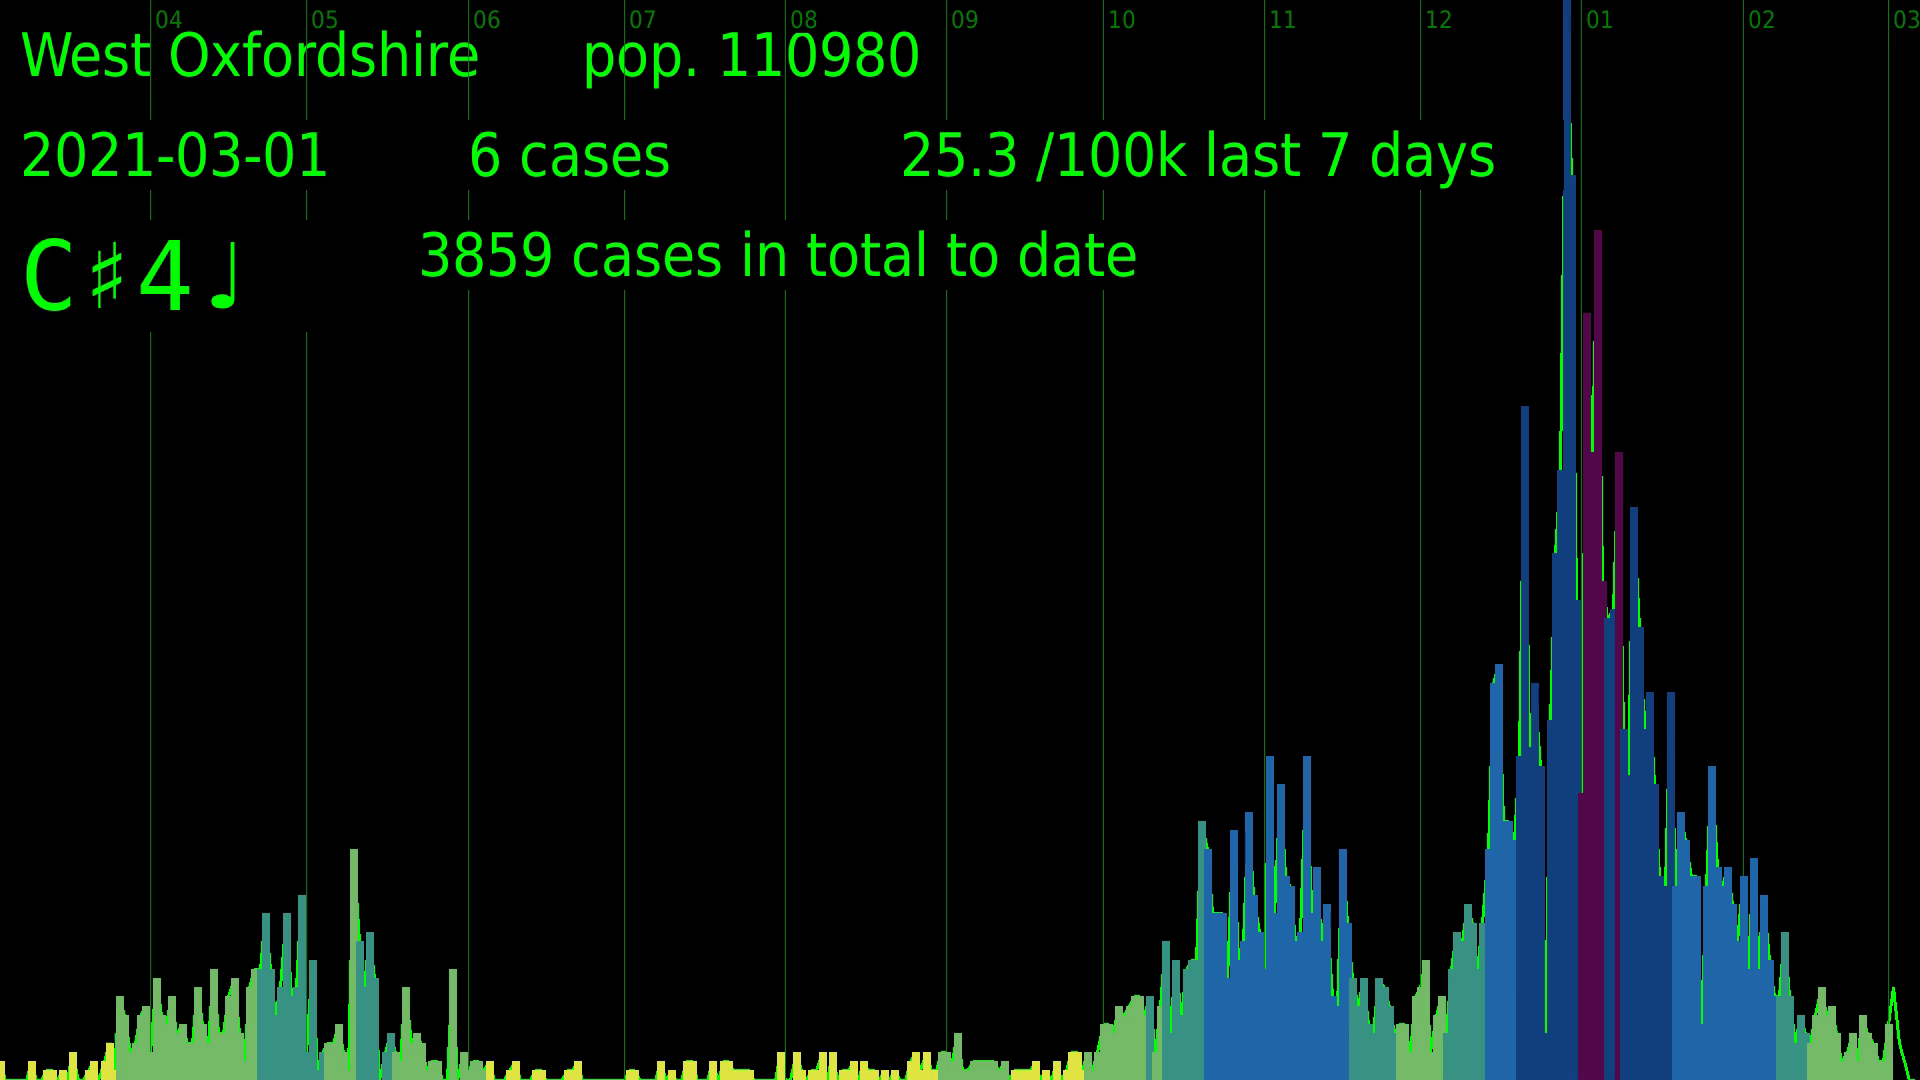 04 05 06 07 08 09 10 11 12 01 02 03
West Oxfordshire pop. 110980
2021-03-01 6 cases 25.3 /100k last 7 days
C♯4♩ 3859 cases in total to date